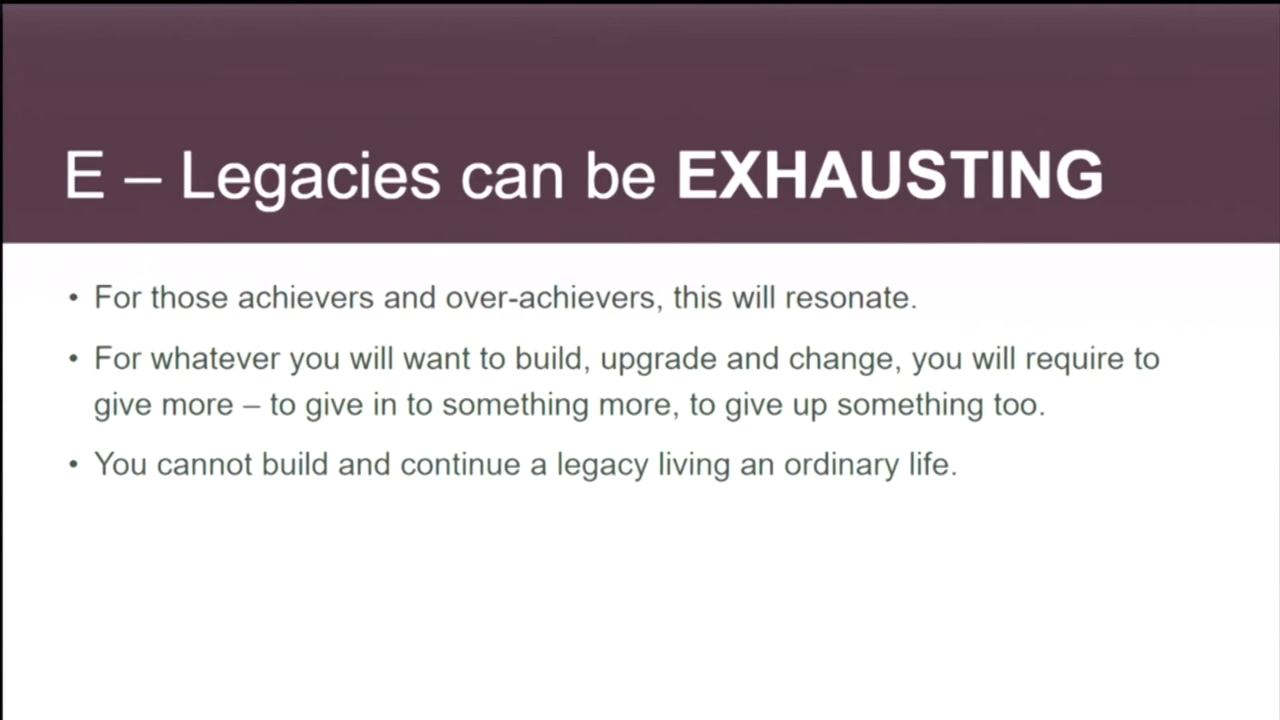 E – Legacies can be EXHAUSTING
• For those achievers and over-achievers, this will resonate.
• For whatever you will want to build, upgrade and change, you will require to
give more – to give in to something more, to give up something too.
• You cannot build and continue a legacy living an ordinary life.